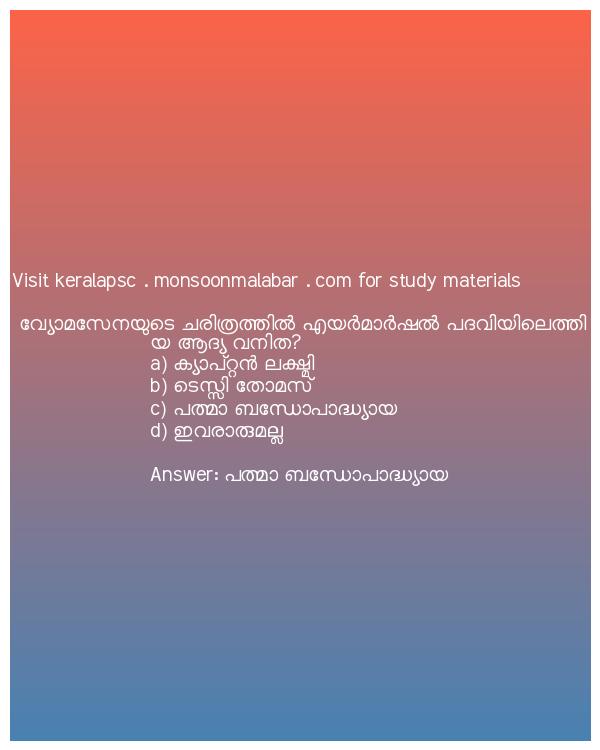 Visit keralapsc . monsoonmalabar . com for study materials
വ്യോമസേനയുടെ ചരിത്രത്തിൽ എയർമാർഷൽ പദവിയിലെത്തി
യ ആദ്യ വനിത?
a) ക്യാപ്റ്റൻ ലക്ഷ്മി
b) ടെസ്സി തോമസ്
c) പത്മാ ബന്ധോപാദ്ധ്യായ
d) ഇവരാരുമല്ല
Answer: പത്മാ ബന്ധോപാദ്ധ്യായ